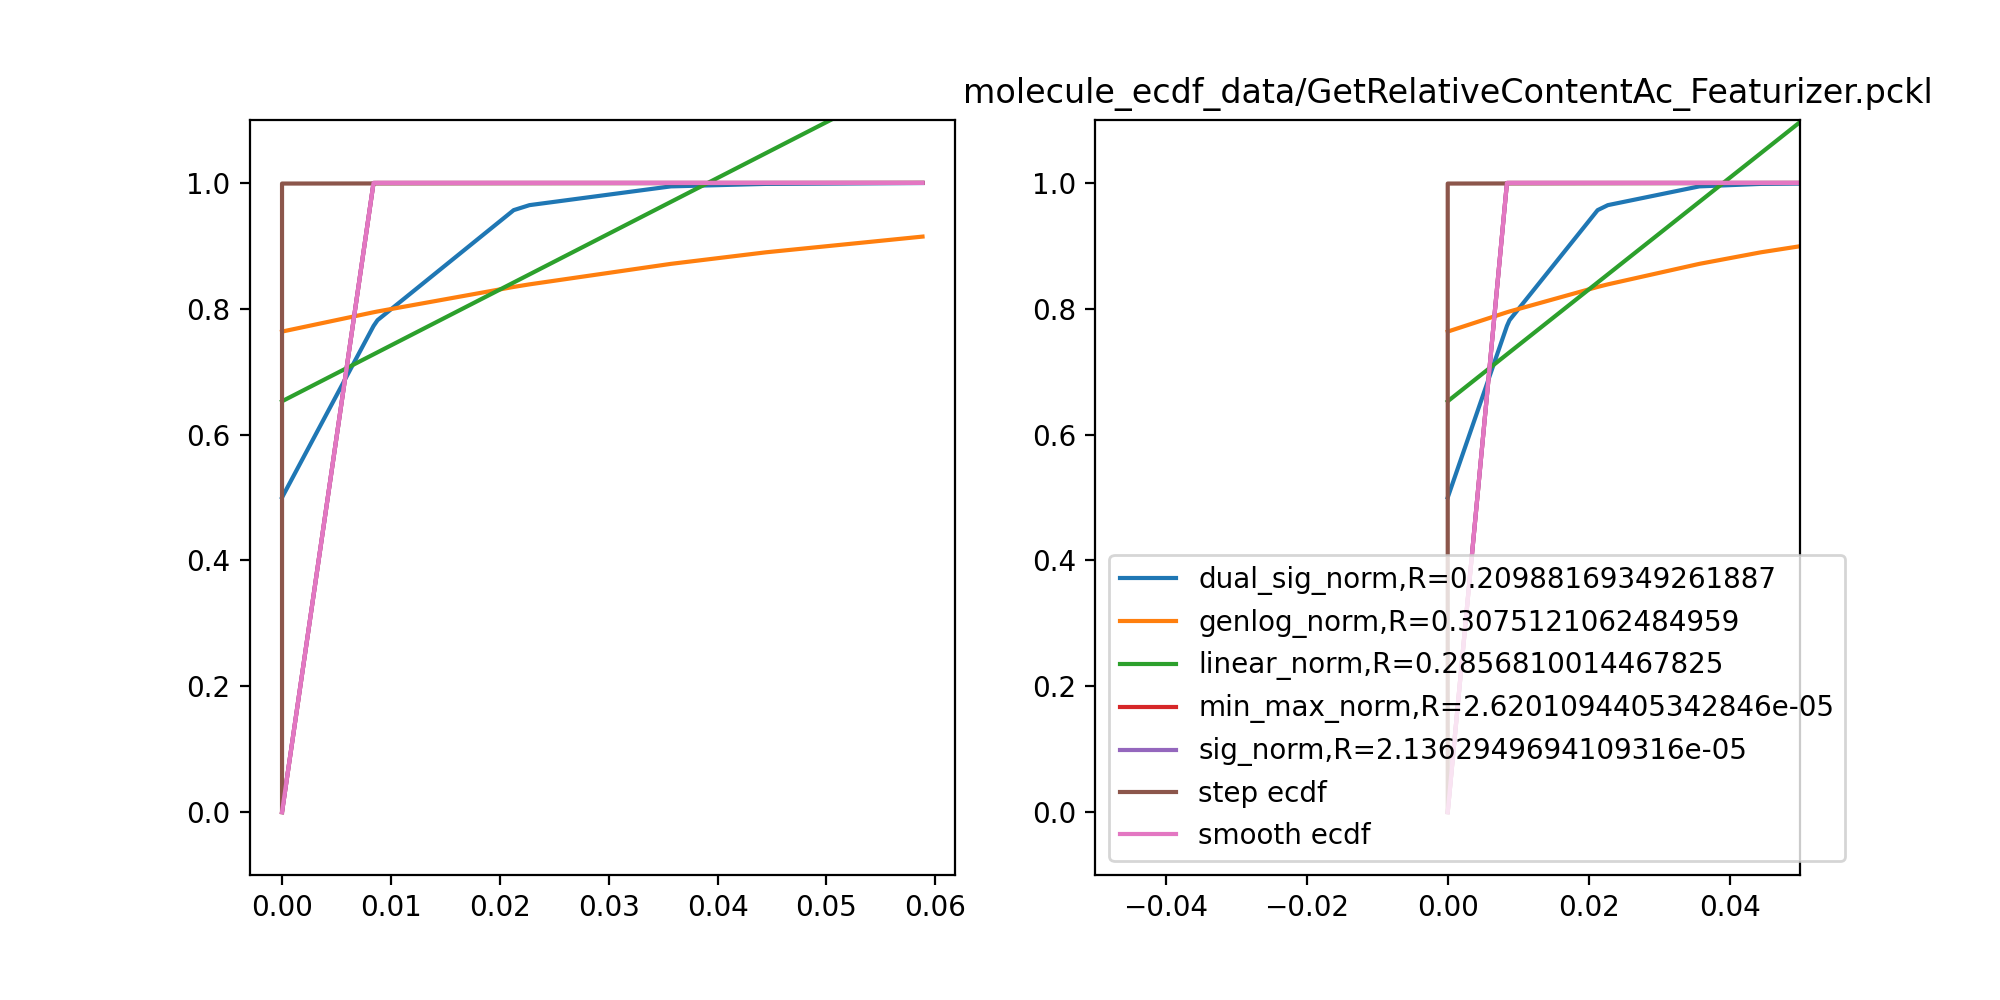 molecule_ecdf_data/GetRelativeContentAc_Featurizer.pckl
1.0
0.8
0.6
0.4
0.2
0.0
0.00 0.01 0.02 0.03 0.04 0.05 0.06
1.0
0.8
0.6
0.4
0.2
0.0
−0.04 −0.02 0.00 0.02 0.04
dual_sig_norm,R=0.20988169349261887
genlog_norm,R=0.3075121062484959
linear_norm,R=0.2856810014467825
min_max_norm,R=2.6201094405342846e-05
sig_norm,R=2.1362949694109316e-05
step ecdf
smooth ecdf